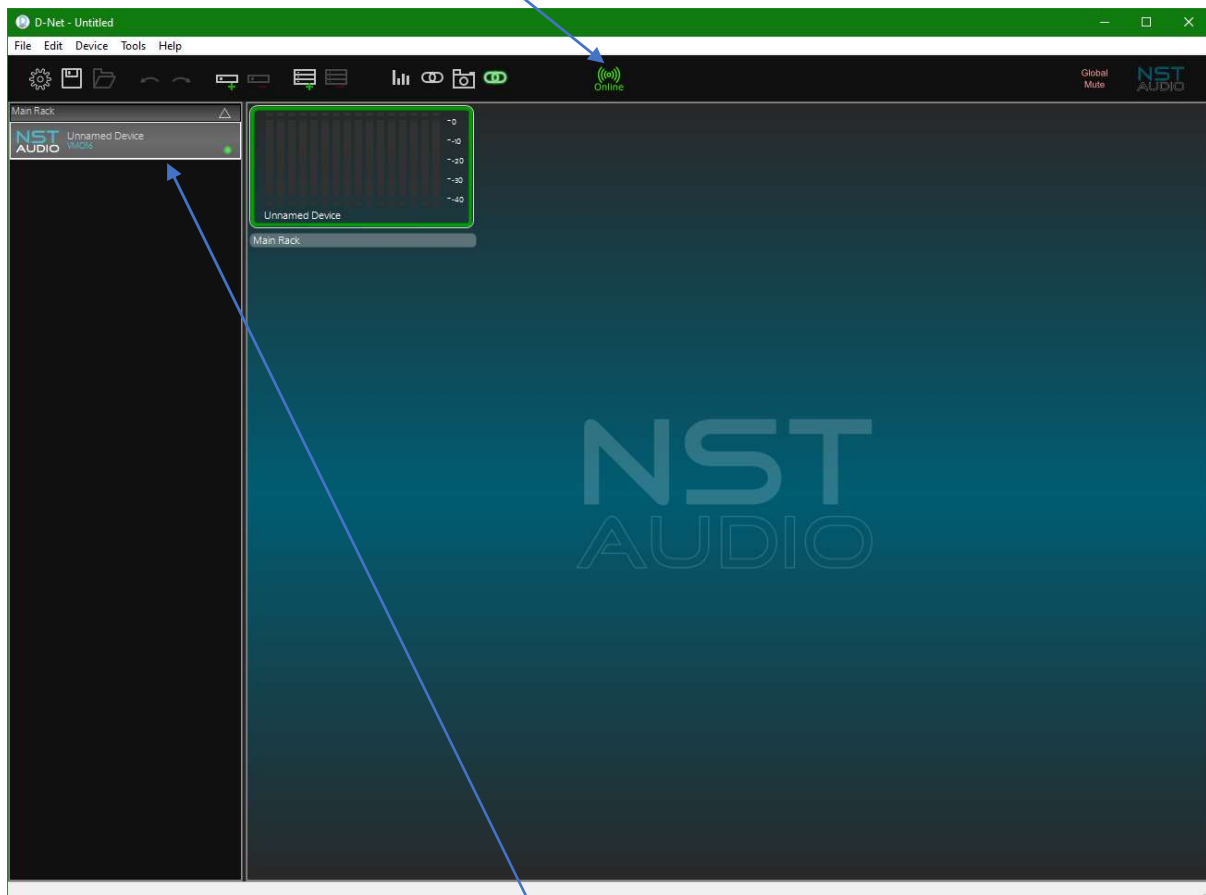 D-Net - Untitled
File Edit Device Tools Help
Online
Global
Mute
NST
AUDIO
Main Rack
NST
AUDIO
Unnamed Device
VMO16
-0
-10
-20
-30
-40
Unnamed Device
Main Rack
NST
AUDIO